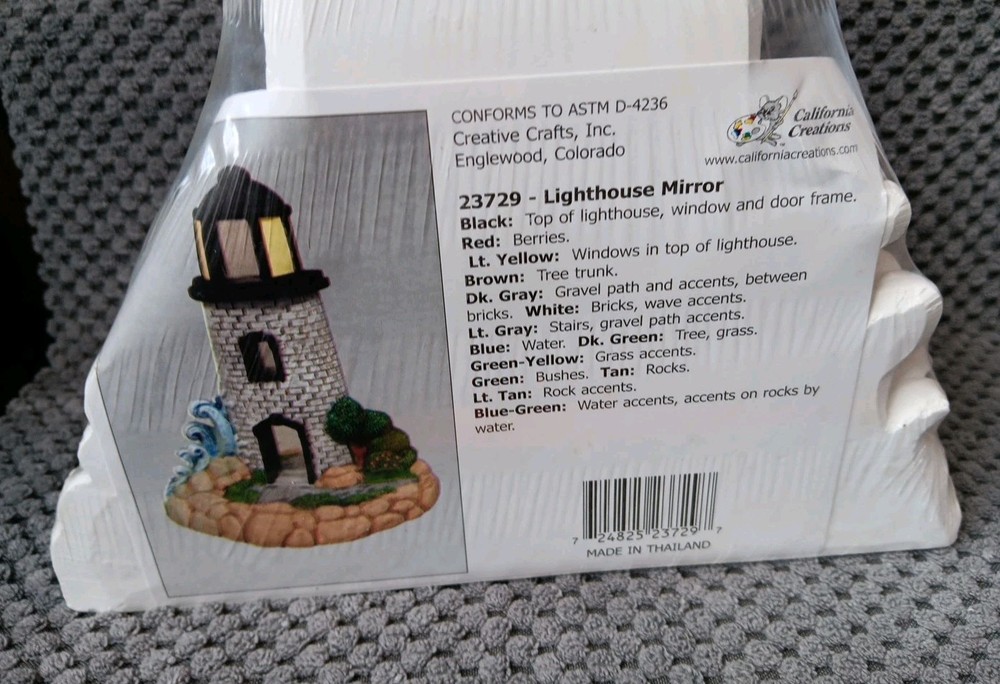 CONFORMS TO ASTM D-4236
Creative Crafts, Inc.
Englewood, Colorado
California
Creations
™
www.californiacreations.com
23729 - Lighthouse Mirror
Black: Top of lighthouse, window and door frame.
Red: Berries.
Lt. Yellow: Windows in top of lighthouse.
Brown: Tree trunk.
Dk. Gray: Gravel path and accents, between
bricks. White: Bricks, wave accents.
Lt. Gray: Stairs, gravel path accents.
Blue: Water. Dk. Green: Tree, grass.
Green-Yellow: Grass accents.
Green: Bushes. Tan: Rocks.
Lt. Tan: Rock accents.
Blue-Green: Water accents, accents on rocks by
water.
7 24825 23729 7
MADE IN THAILAND